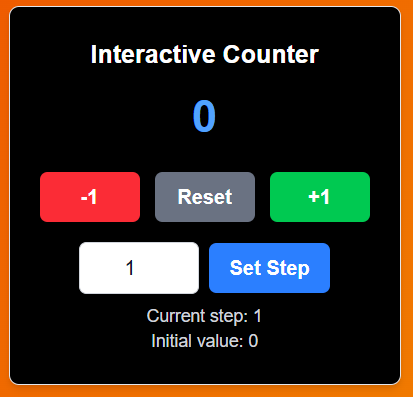 Interactive Counter
0
-1 Reset +1
1 Set Step
Current step: 1
Initial value: 0